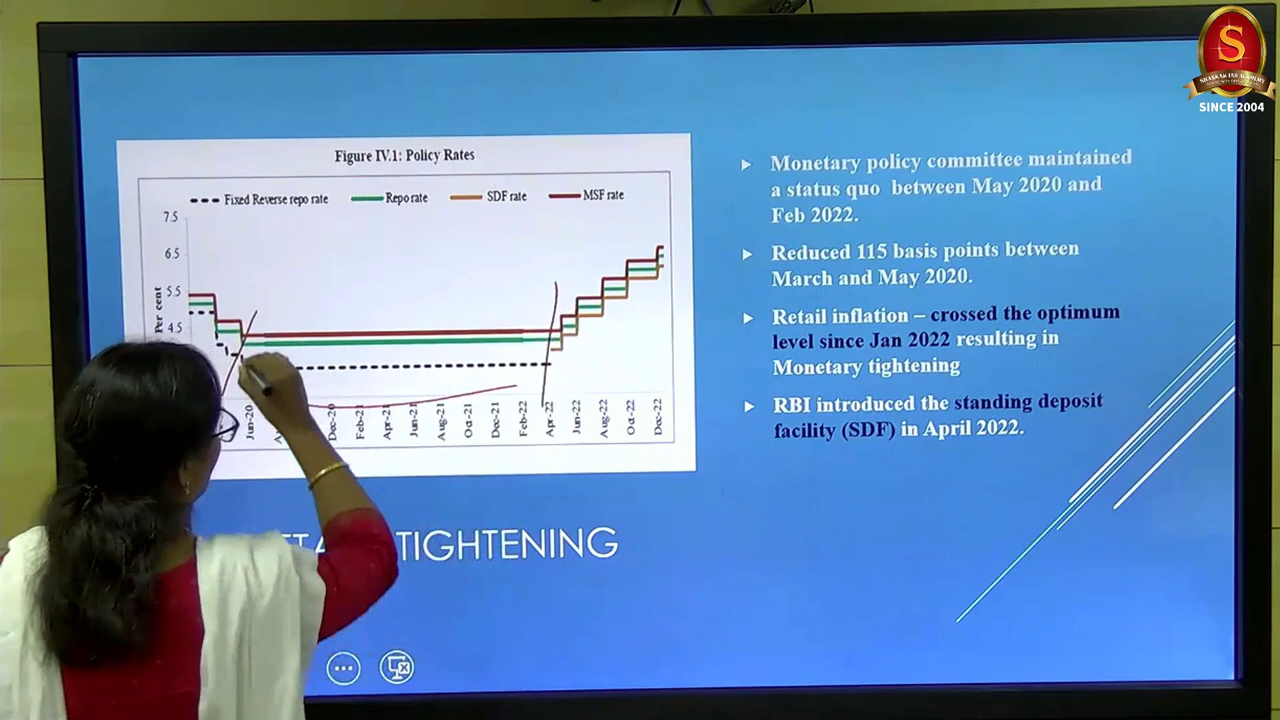 S
SHANKAR IAS ACADEMY
SINCE 2004
Figure IV.1: Policy Rates
Fixed Reverse repo rate Repo rate SDF rate MSF rate
7.5
6.5
5.5
4.5
Per cent
Jun-20
Dec-20
Feb-21
Apr-21
Jun-21
Aug-21
Oct-21
Dec-21
Feb-22
Apr-22
Jun-22
Aug-22
Oct-22
Dec-22
Monetary policy committee maintained
a status quo between May 2020 and
Feb 2022.
Reduced 115 basis points between
March and May 2020.
Retail inflation – crossed the optimum
level since Jan 2022 resulting in
Monetary tightening
RBI introduced the standing deposit
facility (SDF) in April 2022.
TIGHTENING